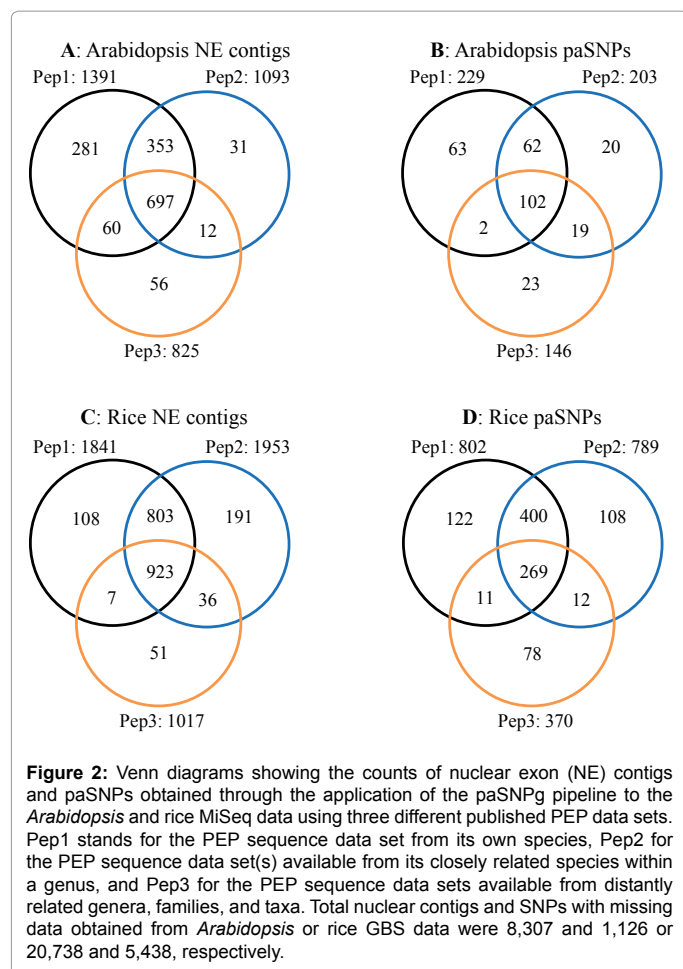 A: Arabidopsis NE contigs
Pep1: 1391
Pep2: 1093
281
353
31
697
60
12
56
Pep3: 825
B: Arabidopsis paSNPs
Pep1: 229
Pep2: 203
63
62
20
102
2
19
23
Pep3: 146
C: Rice NE contigs
Pep1: 1841
Pep2: 1953
108
803
191
923
7
36
51
Pep3: 1017
D: Rice paSNPs
Pep1: 802
Pep2: 789
122
400
108
269
11
12
78
Pep3: 370
Figure 2: Venn diagrams showing the counts of nuclear exon (NE) contigs
and paSNPs obtained through the application of the paSNPg pipeline to the
Arabidopsis and rice MiSeq data using three different published PEP data sets.
Pep1 stands for the PEP sequence data set from its own species, Pep2 for
the PEP sequence data set(s) available from its closely related species within
a genus, and Pep3 for the PEP sequence data sets available from distantly
related genera, families, and taxa. Total nuclear contigs and SNPs with missing
data obtained from Arabidopsis or rice GBS data were 8,307 and 1,126 or
20,738 and 5,438, respectively.